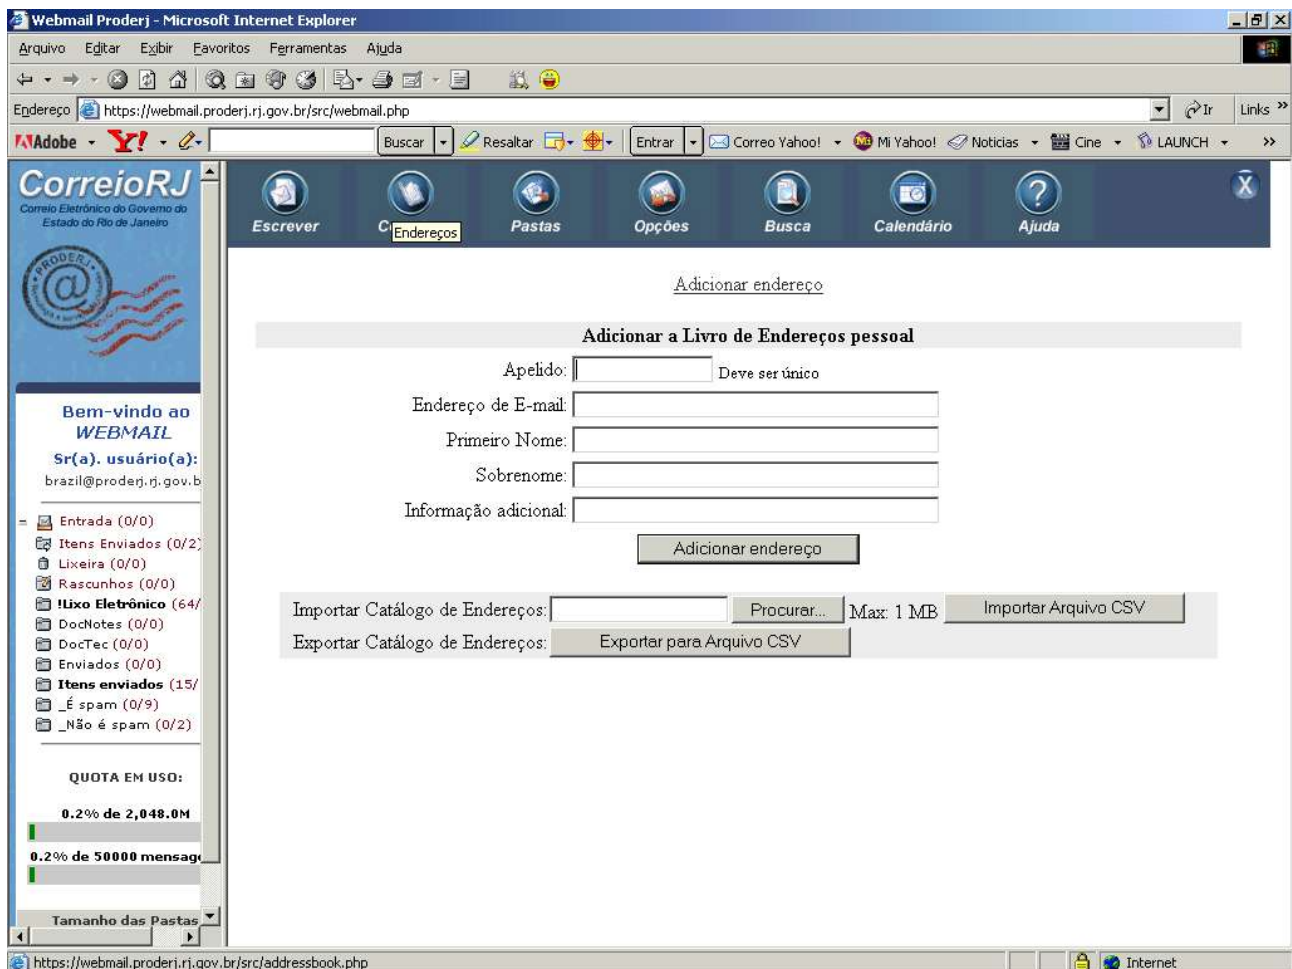 Webmail Proderj - Microsoft Internet Explorer
Arquivo Editar Exibir Favoritos Ferramentas Ajuda
Endereço https://webmail.proderj.rj.gov.br/src/webmail.php Ir Links »
Adobe Y! Buscar Resaltar Entrar Correo Yahoo! Mi Yahoo! Noticias Cine LAUNCH »
CorreioRJ
Correio Eletrônico do Governo do
Estado do Rio de Janeiro
Escrever Pastas Opções Busca Calendário Ajuda
Endereços
PRODERJ
Adicionar endereço
Adicionar a Livro de Endereços pessoal
Apelido: Deve ser único
Endereço de E-mail:
Primeiro Nome:
Sobrenome:
Informação adicional:
Adicionar endereço
Importar Catálogo de Endereços: Procurar... Max: 1 MB Importar Arquivo CSV
Exportar Catálogo de Endereços: Exportar para Arquivo CSV
Bem-vindo ao
WEBMAIL
Sr(a). usuário(a):
brazil@proderj.rj.gov.b
Entrada (0/0)
Itens Enviados (0/2)
Lixeira (0/0)
Rascunhos (0/0)
!Lixo Eletrônico (64/
DocNotes (0/0)
DocTec (0/0)
Enviados (0/0)
Itens enviados (15/
_É spam (0/9)
_Não é spam (0/2)
QUOTA EM USO:
0.2% de 2,048.0M
0.2% de 50000 mensag
Tamanho das Pastas
https://webmail.proderj.rj.gov.br/src/addressbook.php Internet